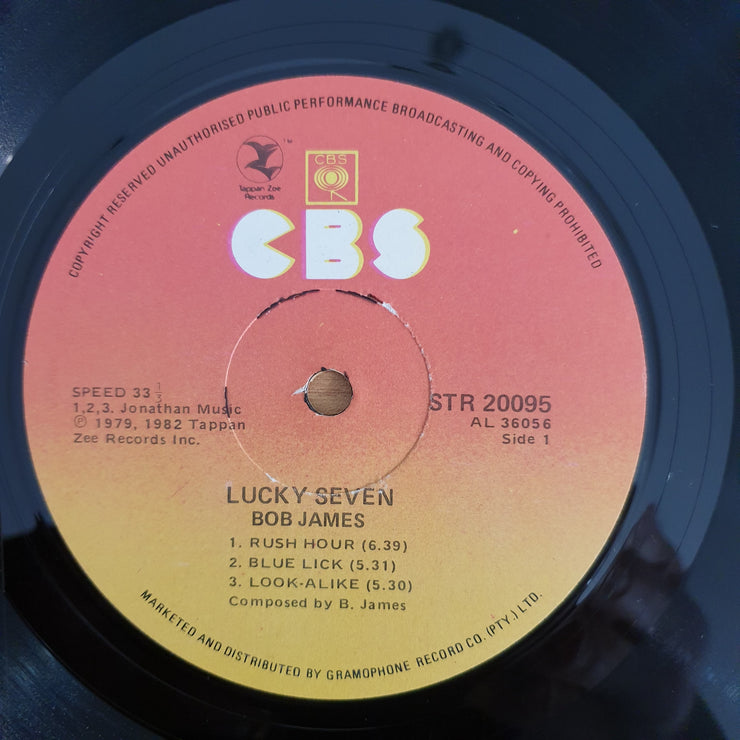 COPYRIGHT RESERVED UNAUTHORISED PUBLIC PERFORMANCE BROADCASTING AND COPYING PROHIBITED
TM
Tappan Zee
Records
CBS
CBS
SPEED 33 1/3
1,2,3. Jonathan Music
℗ 1979, 1982 Tappan
Zee Records Inc.
STR 20095
AL 36056
Side 1
LUCKY SEVEN
BOB JAMES
1. RUSH HOUR (6.39)
2. BLUE LICK (5.31)
3. LOOK-ALIKE (5.30)
Composed by B. James
MARKETED AND DISTRIBUTED BY GRAMOPHONE RECORD CO. (PTY.) LTD.